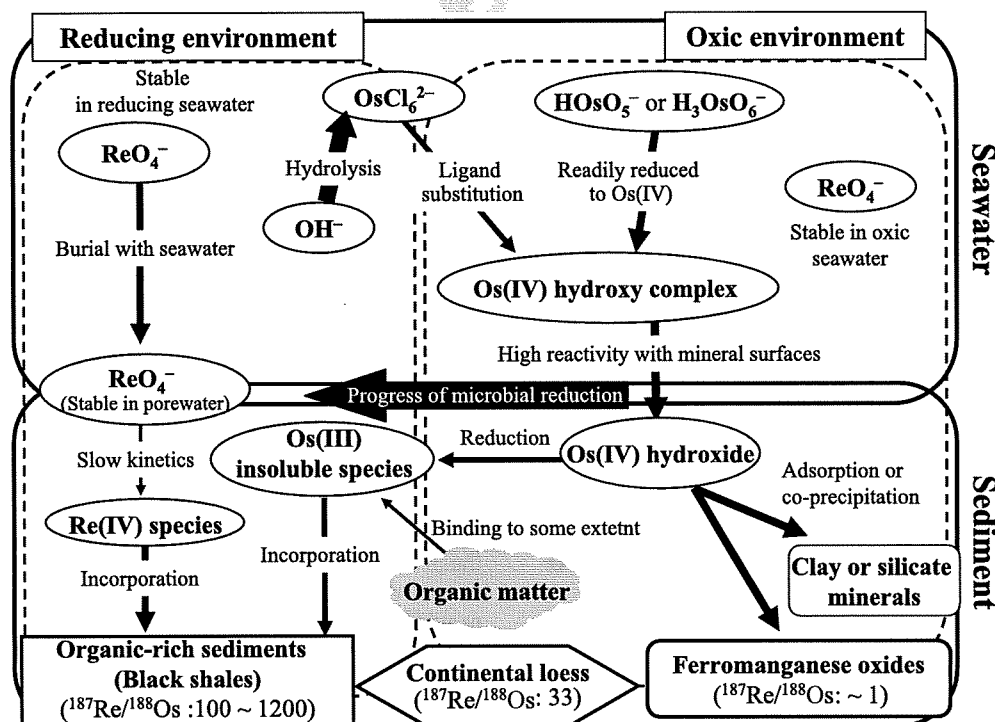 Reducing environment
Oxic environment
Stable
in reducing seawater
OsCl₆²⁻
HOsO₅⁻ or H₃OsO₆⁻
ReO₄⁻
Hydrolysis
Ligand
substitution
Readily reduced
to Os(IV)
ReO₄⁻
OH⁻
Stable in oxic
seawater
Burial with seawater
Os(IV) hydroxy complex
Seawater
High reactivity with mineral surfaces
ReO₄⁻
(Stable in porewater)
Progress of microbial reduction
Os(III)
insoluble species
Reduction
Os(IV) hydroxide
Slow kinetics
Adsorption or
co-precipitation
Sediment
Re(IV) species
Binding to some extetnt
Incorporation
Incorporation
Organic matter
Clay or silicate
minerals
Organic-rich sediments
(Black shales)
(¹⁸⁷Re/¹⁸⁸Os :100 ~ 1200)
Continental loess
(¹⁸⁷Re/¹⁸⁸Os: 33)
Ferromanganese oxides
(¹⁸⁷Re/¹⁸⁸Os: ~ 1)